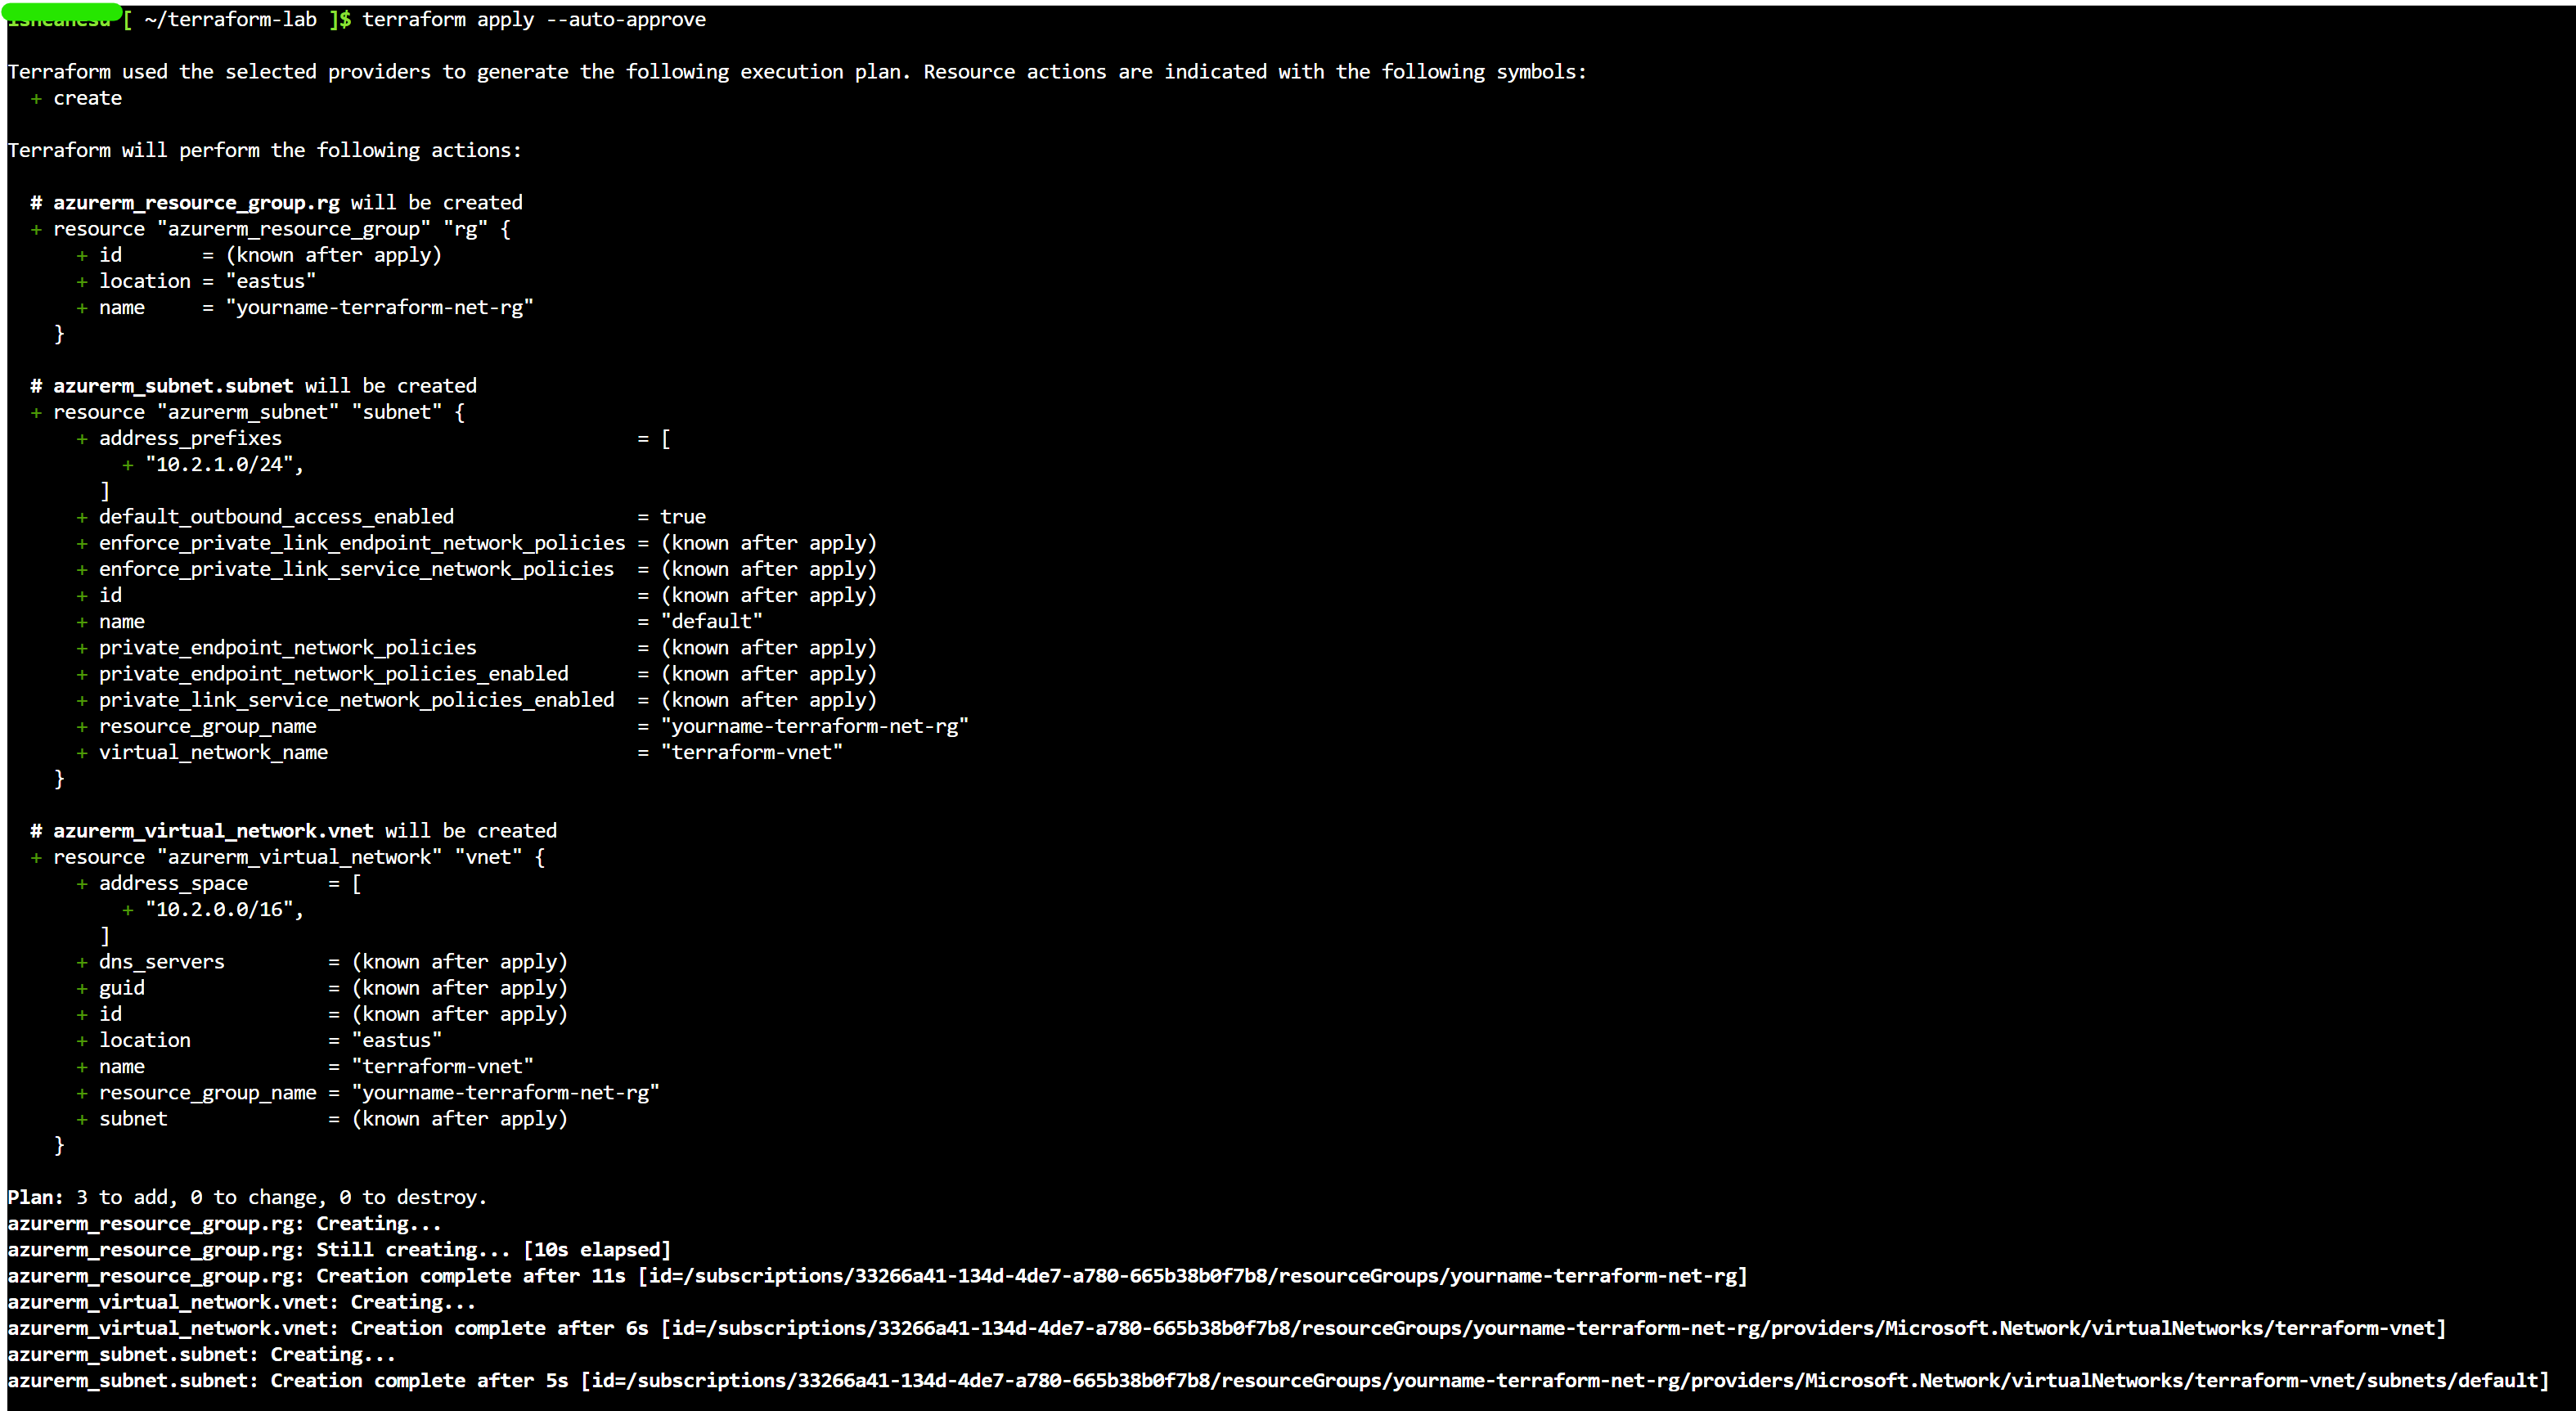 [ ~/terraform-lab ]$ terraform apply --auto-approve
Terraform used the selected providers to generate the following execution plan. Resource actions are indicated with the following symbols:
+ create
Terraform will perform the following actions:
# azurerm_resource_group.rg will be created
+ resource "azurerm_resource_group" "rg" {
+ id       = (known after apply)
+ location = "eastus"
+ name     = "yourname-terraform-net-rg"
}
# azurerm_subnet.subnet will be created
+ resource "azurerm_subnet" "subnet" {
+ address_prefixes                               = [
+ "10.2.1.0/24",
]
+ default_outbound_access_enabled                = true
+ enforce_private_link_endpoint_network_policies = (known after apply)
+ enforce_private_link_service_network_policies  = (known after apply)
+ id                                             = (known after apply)
+ name                                           = "default"
+ private_endpoint_network_policies              = (known after apply)
+ private_endpoint_network_policies_enabled      = (known after apply)
+ private_link_service_network_policies_enabled  = (known after apply)
+ resource_group_name                            = "yourname-terraform-net-rg"
+ virtual_network_name                           = "terraform-vnet"
}
# azurerm_virtual_network.vnet will be created
+ resource "azurerm_virtual_network" "vnet" {
+ address_space       = [
+ "10.2.0.0/16",
]
+ dns_servers         = (known after apply)
+ guid                = (known after apply)
+ id                  = (known after apply)
+ location            = "eastus"
+ name                = "terraform-vnet"
+ resource_group_name = "yourname-terraform-net-rg"
+ subnet              = (known after apply)
}
Plan: 3 to add, 0 to change, 0 to destroy.
azurerm_resource_group.rg: Creating...
azurerm_resource_group.rg: Still creating... [10s elapsed]
azurerm_resource_group.rg: Creation complete after 11s [id=/subscriptions/33266a41-134d-4de7-a780-665b38b0f7b8/resourceGroups/yourname-terraform-net-rg]
azurerm_virtual_network.vnet: Creating...
azurerm_virtual_network.vnet: Creation complete after 6s [id=/subscriptions/33266a41-134d-4de7-a780-665b38b0f7b8/resourceGroups/yourname-terraform-net-rg/providers/Microsoft.Network/virtualNetworks/terraform-vnet]
azurerm_subnet.subnet: Creating...
azurerm_subnet.subnet: Creation complete after 5s [id=/subscriptions/33266a41-134d-4de7-a780-665b38b0f7b8/resourceGroups/yourname-terraform-net-rg/providers/Microsoft.Network/virtualNetworks/terraform-vnet/subnets/default]